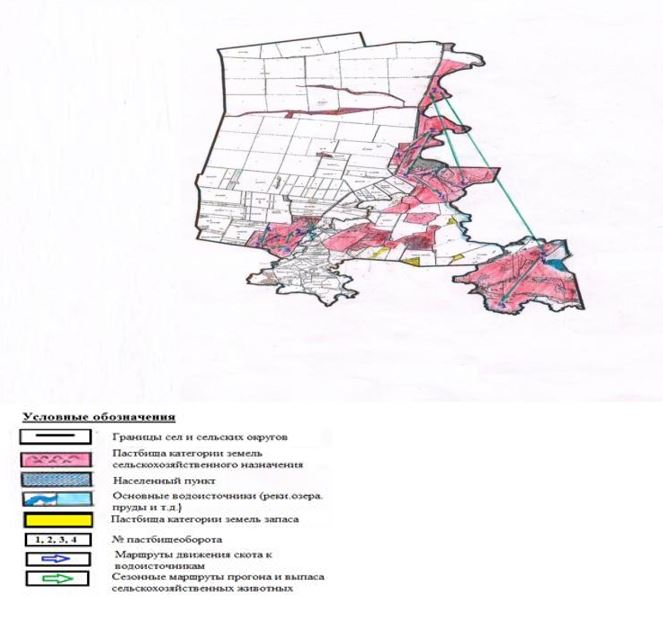 Условные обозначения
Границы сел и сельских округов
Пастбища категории земель
сельскохозяйственного назначения
Населенный пункт
Основные водоисточники (реки.озера.
пруды и т.д.)
Пастбища категории земель запаса
1, 2, 3, 4
№ пастбищеоборота
Маршруты движения скота к
водоисточникам
Сезонные маршруты прогона и выпаса
сельскохозяйственных животных